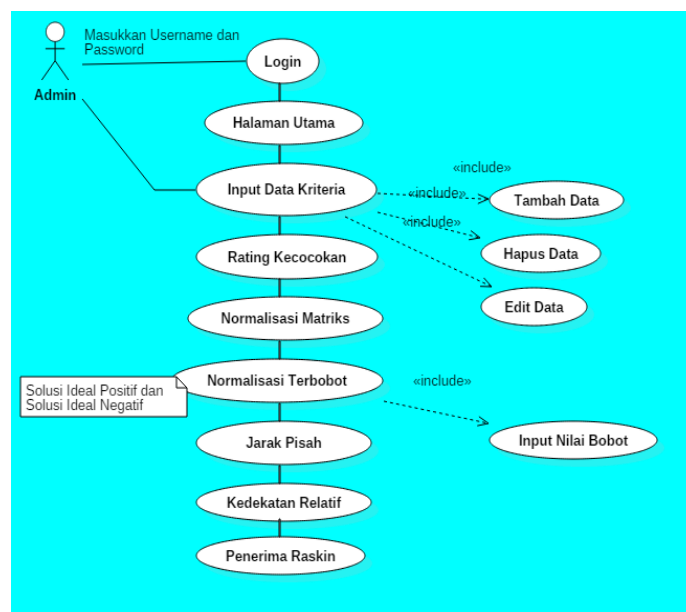 Masukkan Username dan
Password
Login
Admin
Halaman Utama
«include»
Input Data Kriteria
«include»
Tambah Data
«include»
Rating Kecocokan
Hapus Data
Edit Data
Normalisasi Matriks
Normalisasi Terbobot
«include»
Solusi Ideal Positif dan
Solusi Ideal Negatif
Jarak Pisah
Input Nilai Bobot
Kedekatan Relatif
Penerima Raskin